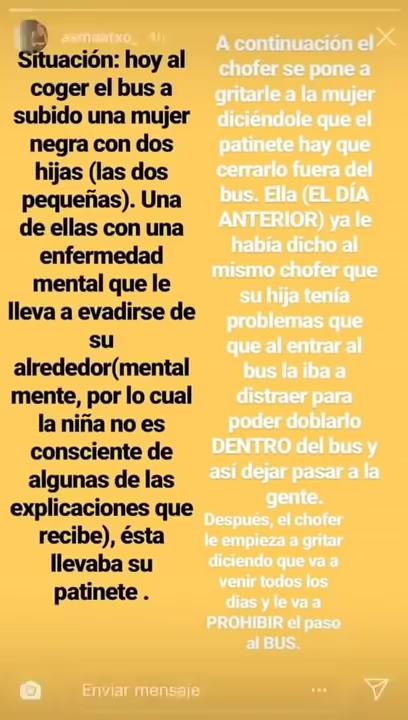 asmaatxo_ 4h
Situación: hoy al
coger el bus a
subido una mujer
negra con dos
hijas (las dos
pequeñas). Una
de ellas con una
enfermedad
mental que le
lleva a evadirse de
su
alrededor(mental
mente, por lo cual
la niña no es
consciente de
algunas de las
explicaciones que
recibe), ésta
llevaba su
patinete .
A continuación el
chofer se pone a
gritarle a la mujer
diciéndole que el
patinete hay que
cerrarlo fuera del
bus. Ella (EL DÍA
ANTERIOR) ya le
había dicho al
mismo chofer que
su hija tenía
problemas que
que al entrar al
bus la iba a
distraer para
poder doblarlo
DENTRO del bus y
así dejar pasar a la
gente.
Después, el chofer
le empieza a gritar
diciendo que va a
venir todos los
dias y le va a
PROHIBIR el paso
al BUS.
Enviar mensaje